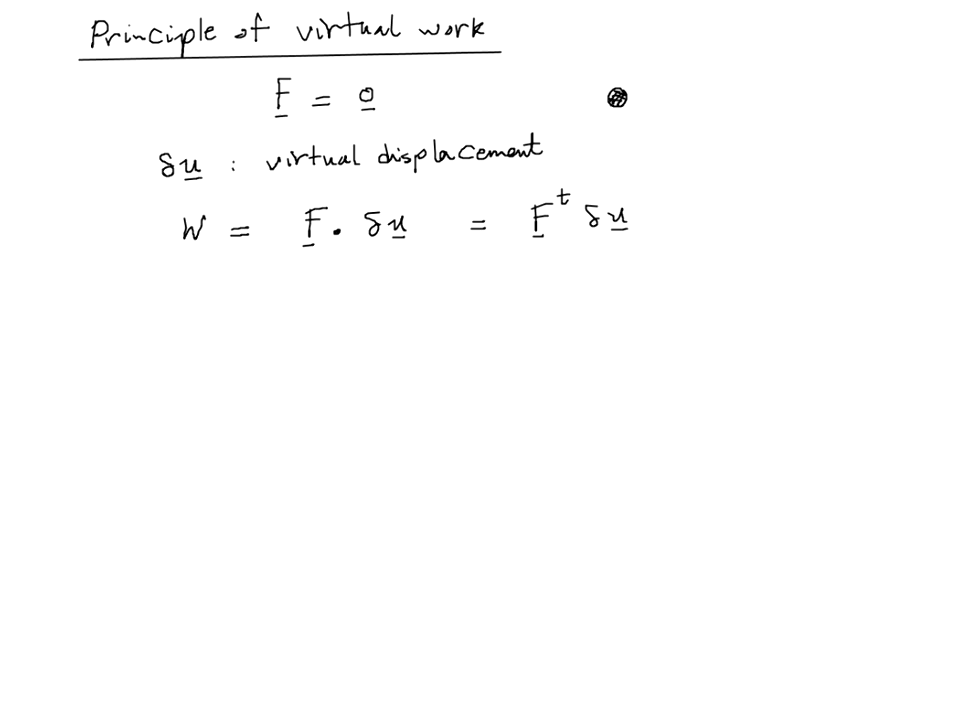 Principle of virtual work
F = 0
δu : virtual displacement
W = F . δu = F^t δu